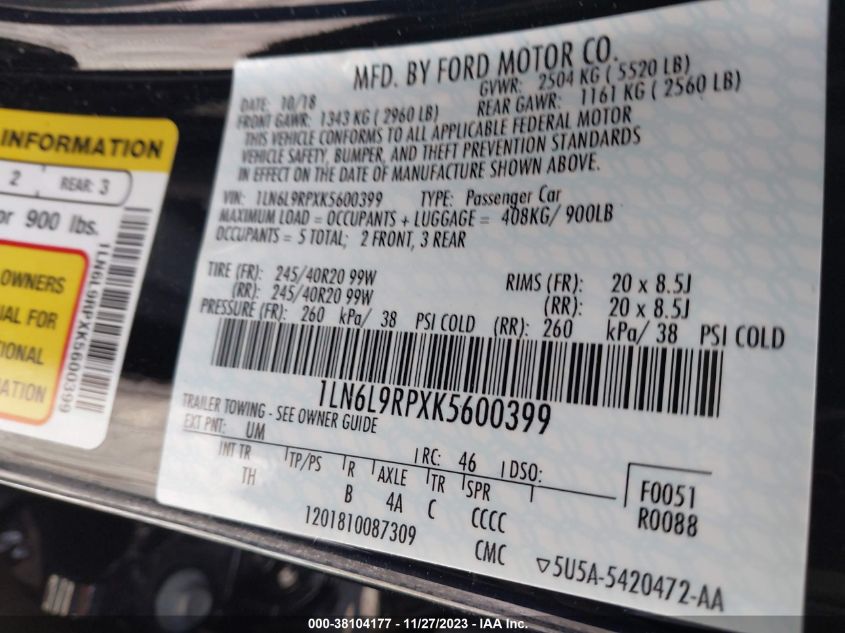 INFORMATION
2 REAR: 3
or 900 lbs.
OWNERS
FOR
1LN6L9RPXK5600399
MFD. BY FORD MOTOR CO.
DATE: 10/18 GVWR: 2504 KG ( 5520 LB)
FRONT GAWR: 1343 KG ( 2960 LB) REAR GAWR: 1161 KG ( 2560 LB)
THIS VEHICLE CONFORMS TO ALL APPLICABLE FEDERAL MOTOR
VEHICLE SAFETY, BUMPER, AND THEFT PREVENTION STANDARDS
IN EFFECT ON THE DATE OF MANUFACTURE SHOWN ABOVE.
VIN: 1LN6L9RPXK5600399 TYPE: Passenger Car
MAXIMUM LOAD = OCCUPANTS + LUGGAGE = 408KG/ 900LB
OCCUPANTS = 5 TOTAL; 2 FRONT, 3 REAR
TIRE (FR): 245/40R20 99W RIMS (FR): 20 x 8.5J
(RR): 245/40R20 99W (RR): 20 x 8.5J
PRESSURE (FR): 260 kPa/ 38 PSI COLD (RR): 260 kPa/ 38 PSI COLD
1LN6L9RPXK5600399
TRAILER TOWING - SEE OWNER GUIDE
EXT PNT: UM RC: 46 DSO:
INT TR TP/PS R AXLE TR SPR F0051
TH B 4A C CCCC R0088
1201810087309 CMC ▽5U5A-5420472-AA
000-38104177 - 11/27/2023 - IAA Inc.